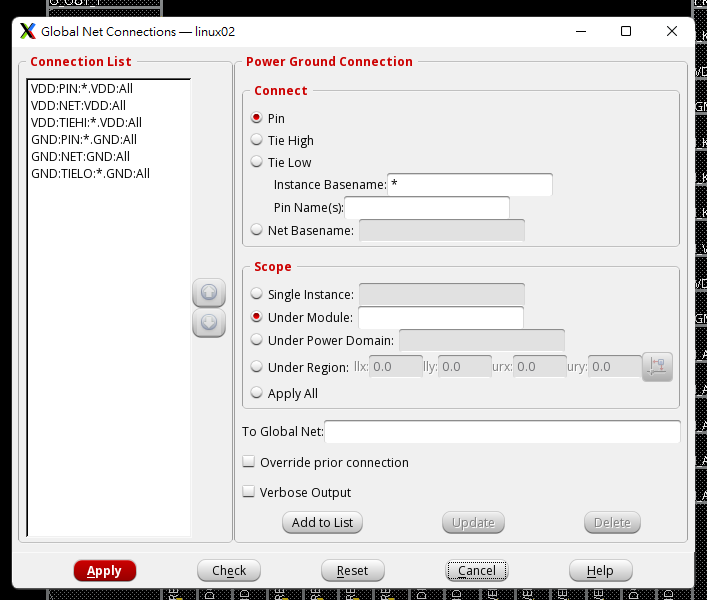 O_OUT_1
Global Net Connections — linux02
Connection List
VDD:PIN:*.VDD:All
VDD:NET:VDD:All
VDD:TIEHI:*.VDD:All
GND:PIN:*.GND:All
GND:NET:GND:All
GND:TIELO:*.GND:All
Power Ground Connection
Connect
Pin
Tie High
Tie Low
Instance Basename: *
Pin Name(s):
Net Basename:
Scope
Single Instance:
Under Module:
Under Power Domain:
Under Region: llx: 0.0 lly: 0.0 urx: 0.0 ury: 0.0
Apply All
To Global Net:
Override prior connection
Verbose Output
Add to List Update Delete
Apply Check Reset Cancel Help